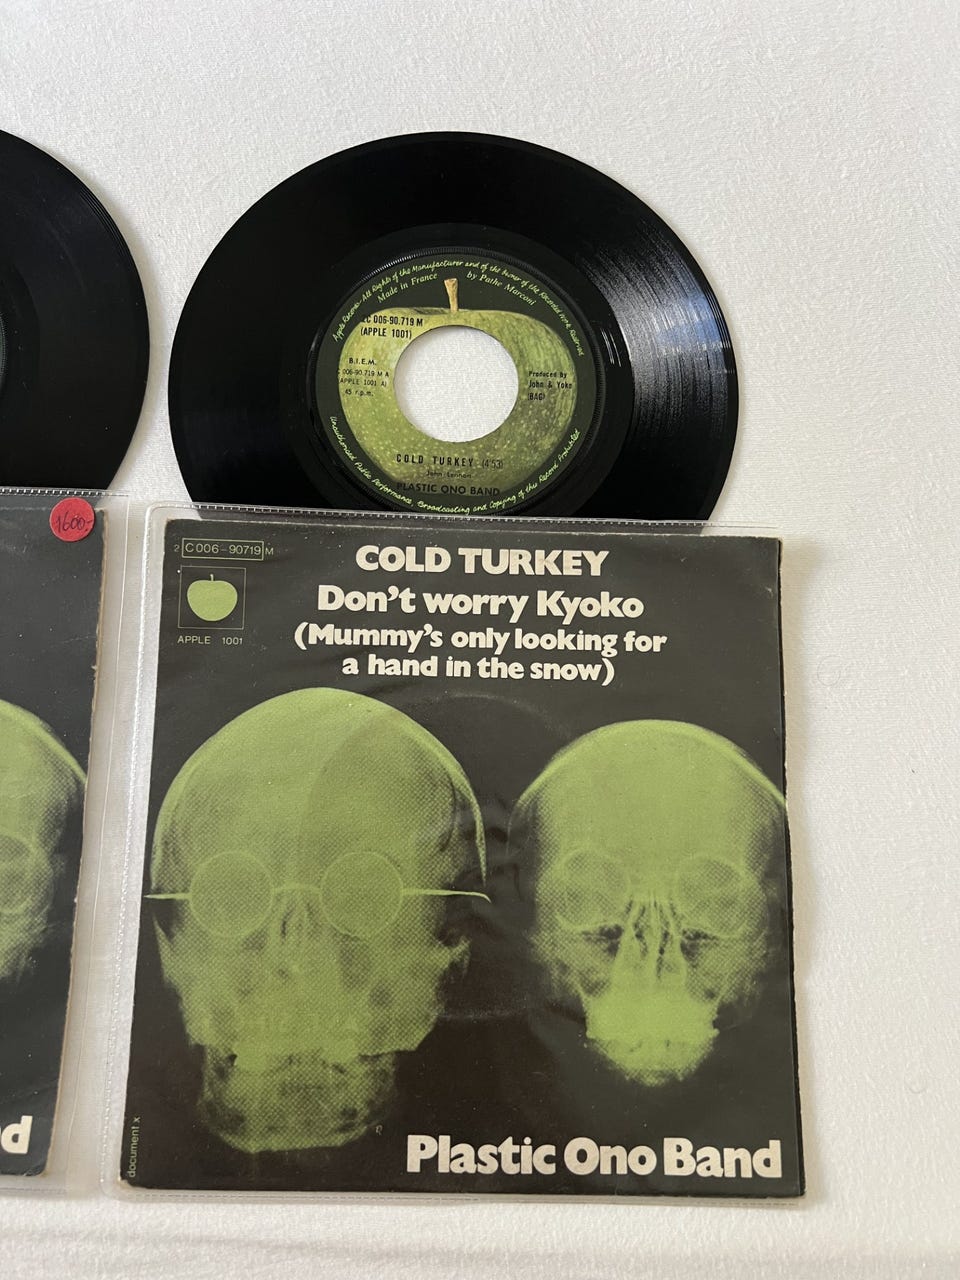 Apple Records-All Rights of the Manufacturer and of the Owner of the Recorded Work Reserved
Made in France by Pathe Marconi
2C 006-90.719 M
(APPLE 1001)
B.I.E.M.
2C 006-90.719 M A
(APPLE 1001 A)
45 r.p.m.
Produced by
John & Yoko
(BAG)
COLD TURKEY (4'53)
John Lennon
PLASTIC ONO BAND
Unauthorised Public Performance, Broadcasting and Copying of this Record Prohibited
1600.-
2 C 006-90719 M
APPLE 1001
COLD TURKEY
Don't worry Kyoko
(Mummy's only looking for
a hand in the snow)
document x
Plastic Ono Band
d